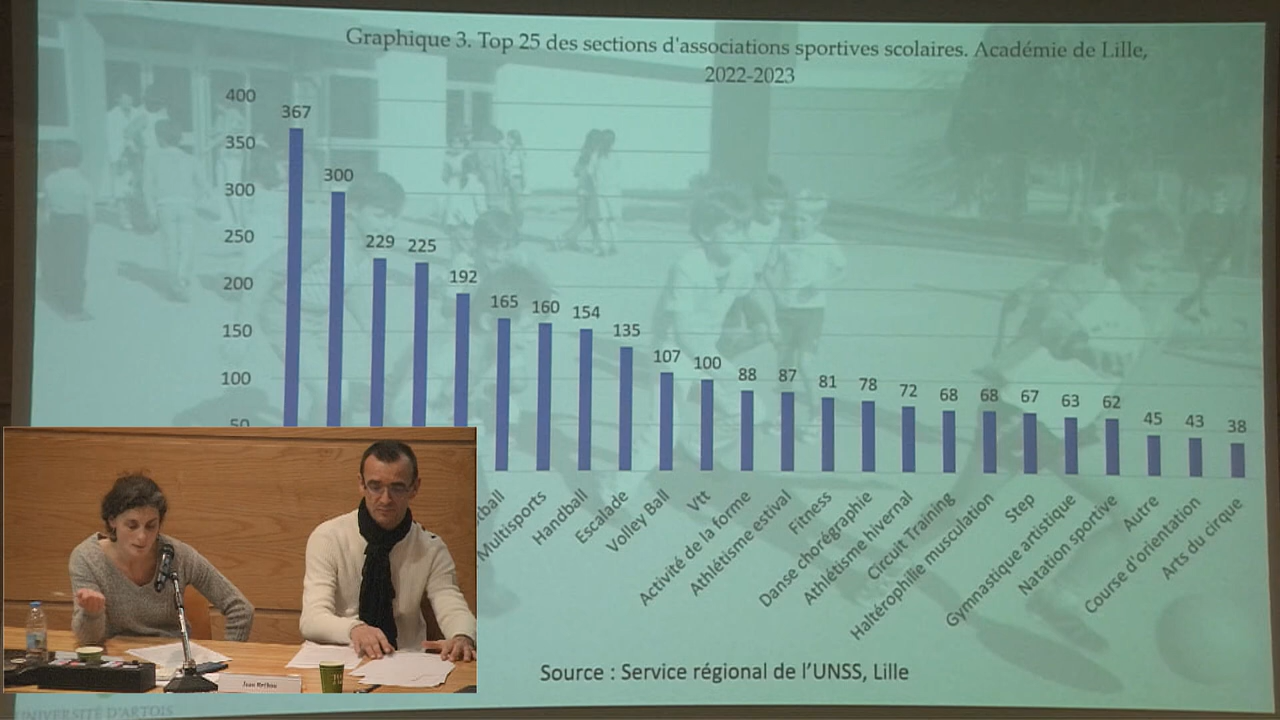 Graphique 3. Top 25 des sections d'associations sportives scolaires. Académie de Lille,
2022-2023
400
350
300
250
200
150
100
50
367
300
229
225
192
165
160
154
135
107
100
88
87
81
78
72
68
68
67
63
62
45
43
38
Multisports
Handball
Escalade
Volley Ball
Vtt
Activité de la forme
Athlétisme estival
Fitness
Danse chorégraphie
Athlétisme hivernal
Circuit Training
Haltérophilie musculation
Step
Gymnastique artistique
Natation sportive
Autre
Course d'orientation
Arts du cirque
Source : Service régional de l'UNSS, Lille
UNIVERSITÉ D'ARTOIS